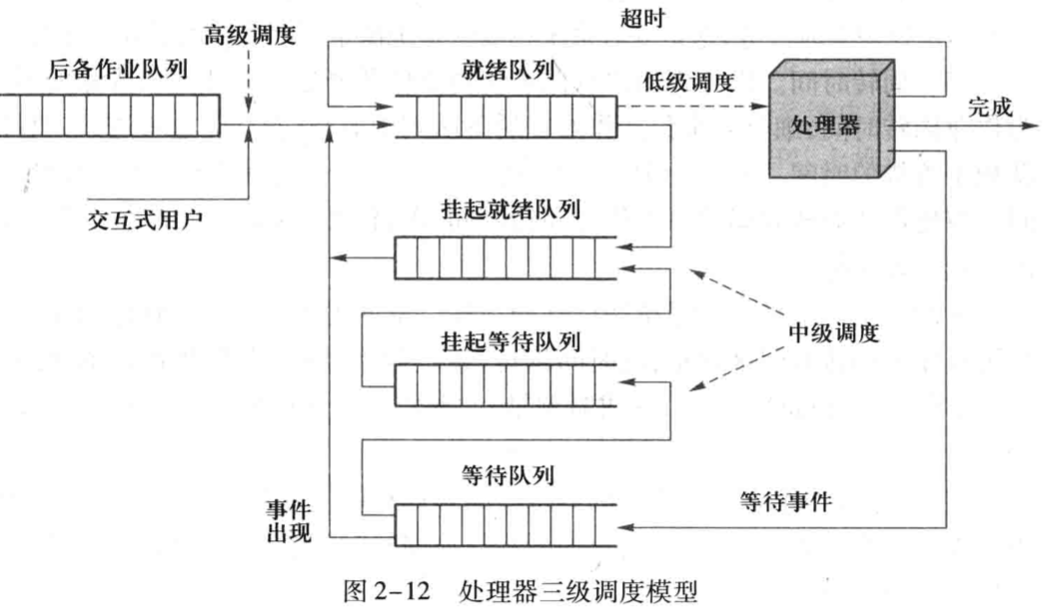 超时
高级调度
后备作业队列
就绪队列
低级调度
处理器
完成
交互式用户
挂起就绪队列
中级调度
挂起等待队列
等待队列
等待事件
事件
出现
图 2-12 处理器三级调度模型